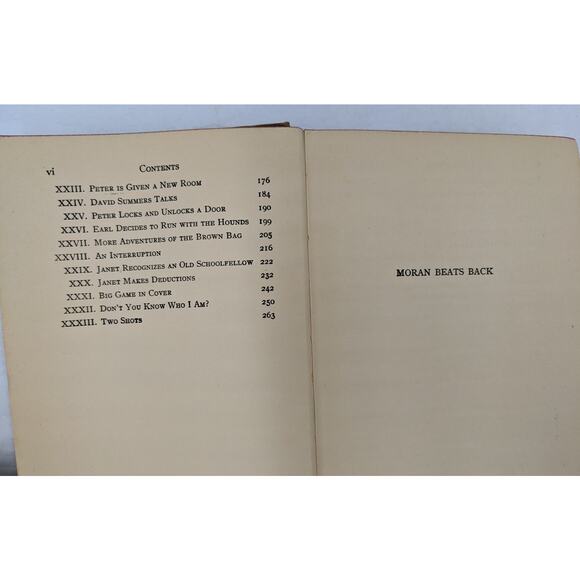 vi CONTENTS
XXIII. PETER IS GIVEN A NEW ROOM 176
XXIV. DAVID SUMMERS TALKS 184
XXV. PETER LOCKS AND UNLOCKS A DOOR 190
XXVI. EARL DECIDES TO RUN WITH THE HOUNDS 199
XXVII. MORE ADVENTURES OF THE BROWN BAG 205
XXVIII. AN INTERRUPTION 216
XXIX. JANET RECOGNIZES AN OLD SCHOOLFELLOW 222
XXX. JANET MAKES DEDUCTIONS 232
XXXI. BIG GAME IN COVER 242
XXXII. DON'T YOU KNOW WHO I AM? 250
XXXIII. TWO SHOTS 263
MORAN BEATS BACK